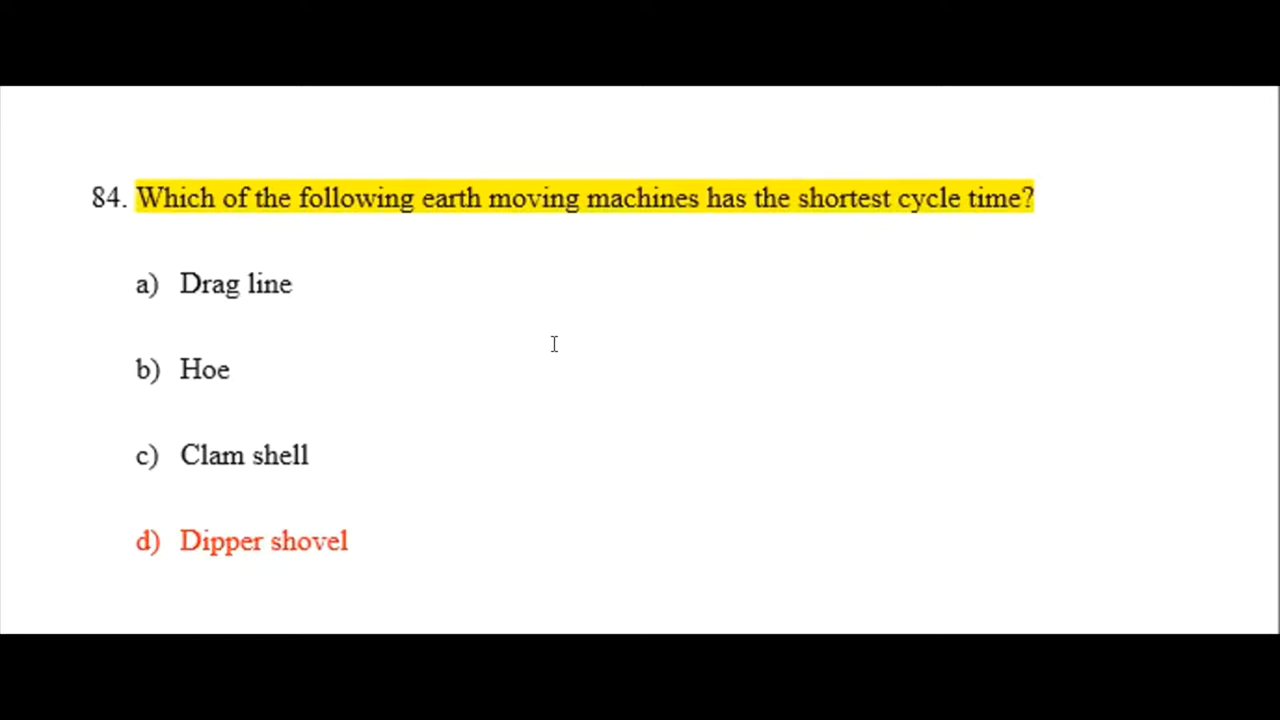 84. Which of the following earth moving machines has the shortest cycle time?
a) Drag line
b) Hoe
c) Clam shell
d) Dipper shovel